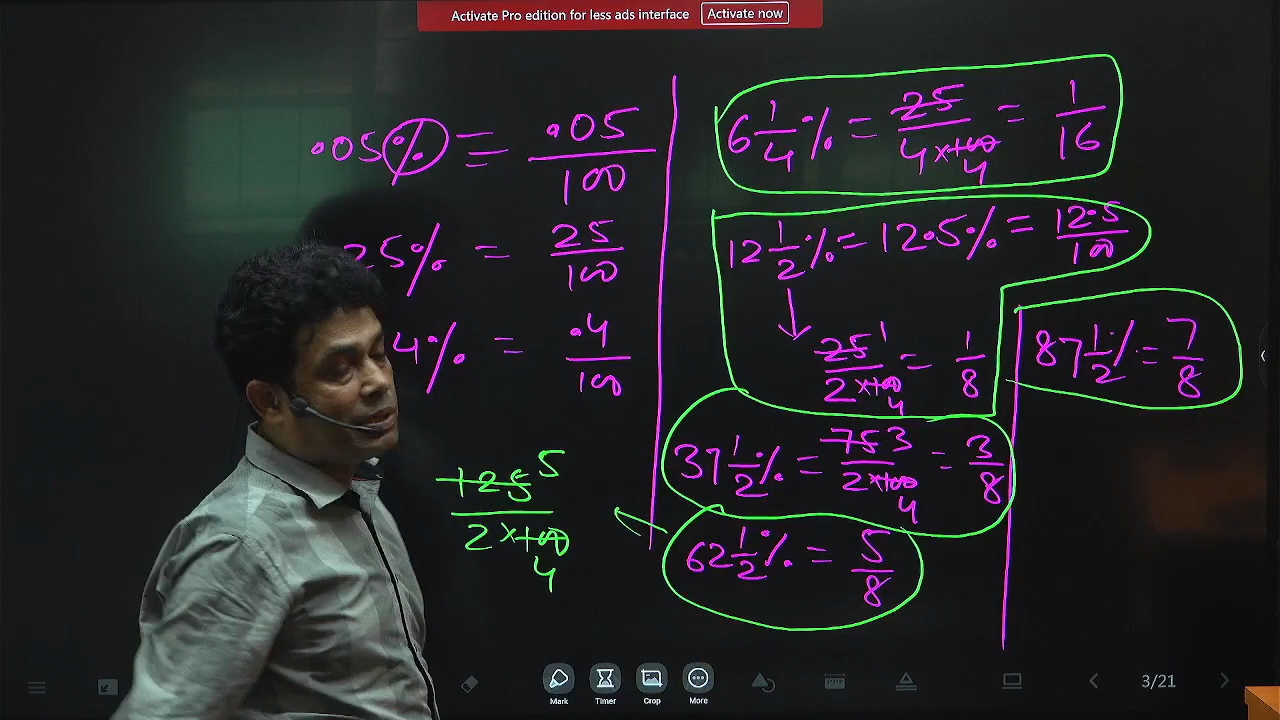 Activate Pro edition for less ads interface Activate now
.05% = .05/100
25% = 25/100
.4/100
4% =
125 5
2×100
4
6 1/4% = 25/(4×100) = 1/16
4
12 1/2% = 12.5% = 12.5/100
25 1/(2×100) = 1/8
4
37 1/2% = 75 3/(2×100) = 3/8
4
62 1/2% = 5/8
87 1/2% = 7/8
Mark Timer Crop More
3/21